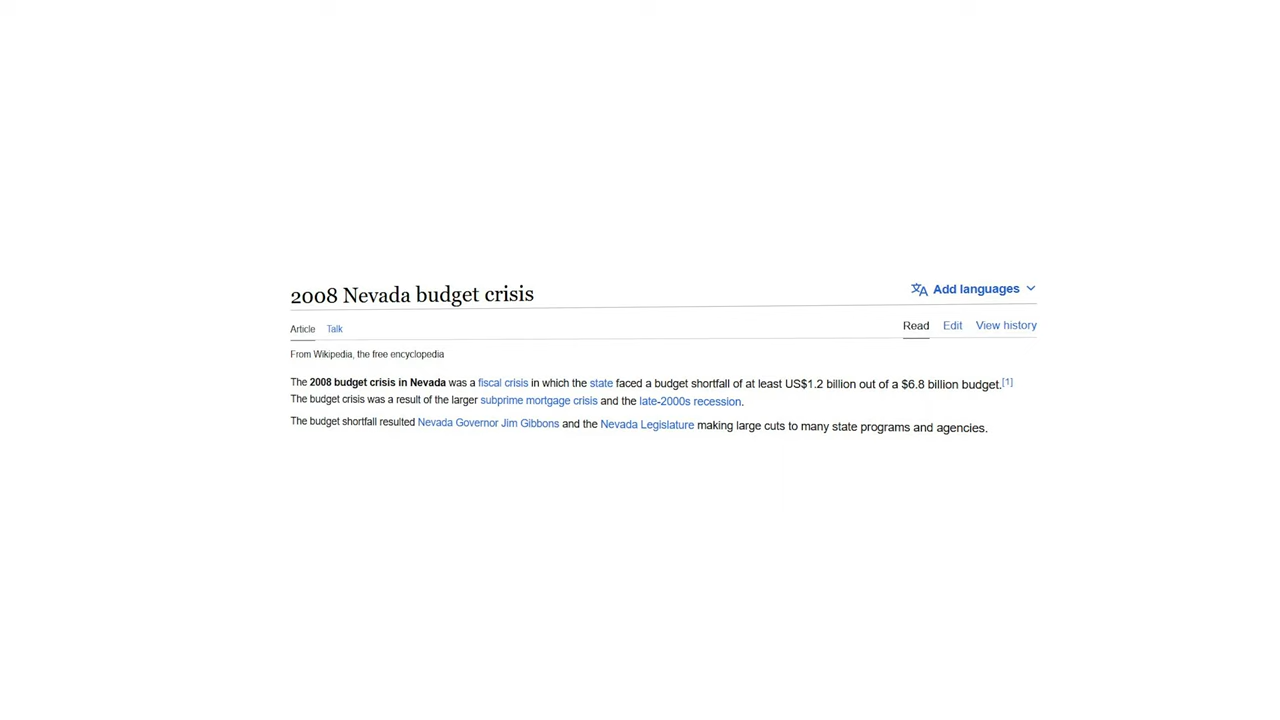 2008 Nevada budget crisis
Add languages
Article Talk
Read Edit View history
From Wikipedia, the free encyclopedia
The 2008 budget crisis in Nevada was a fiscal crisis in which the state faced a budget shortfall of at least US$1.2 billion out of a $6.8 billion budget.[1]
The budget crisis was a result of the larger subprime mortgage crisis and the late-2000s recession.
The budget shortfall resulted Nevada Governor Jim Gibbons and the Nevada Legislature making large cuts to many state programs and agencies.